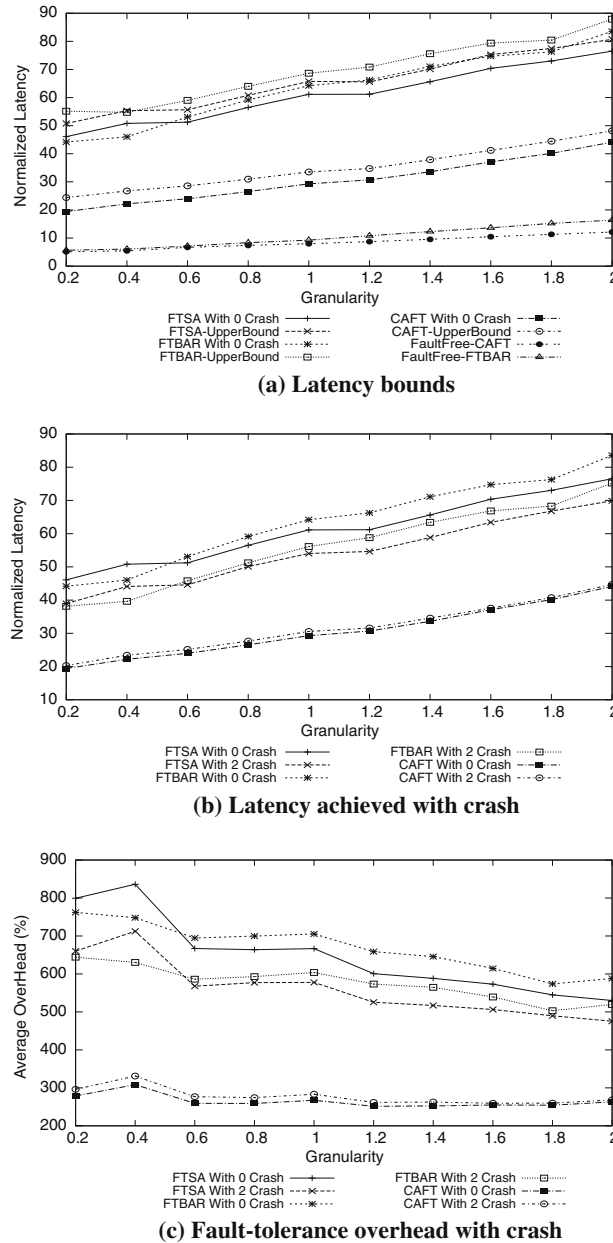 90
80
70
60
50
40
30
20
10
0
Normalized Latency
0.2 0.4 0.6 0.8 1 1.2 1.4 1.6 1.8 2
Granularity
FTSA With 0 Crash
FTSA-UpperBound
FTBAR With 0 Crash
FTBAR-UpperBound
CAFT With 0 Crash
CAFT-UpperBound
FaultFree-CAFT
FaultFree-FTBAR
(a) Latency bounds
90
80
70
60
50
40
30
20
10
Normalized Latency
0.2 0.4 0.6 0.8 1 1.2 1.4 1.6 1.8 2
Granularity
FTSA With 0 Crash
FTSA With 2 Crash
FTBAR With 0 Crash
FTBAR With 2 Crash
CAFT With 0 Crash
CAFT With 2 Crash
(b) Latency achieved with crash
900
800
700
600
500
400
300
200
Average OverHead (%)
0.2 0.4 0.6 0.8 1 1.2 1.4 1.6 1.8 2
Granularity
FTSA With 0 Crash
FTSA With 2 Crash
FTBAR With 0 Crash
FTBAR With 2 Crash
CAFT With 0 Crash
CAFT With 2 Crash
(c) Fault-tolerance overhead with crash